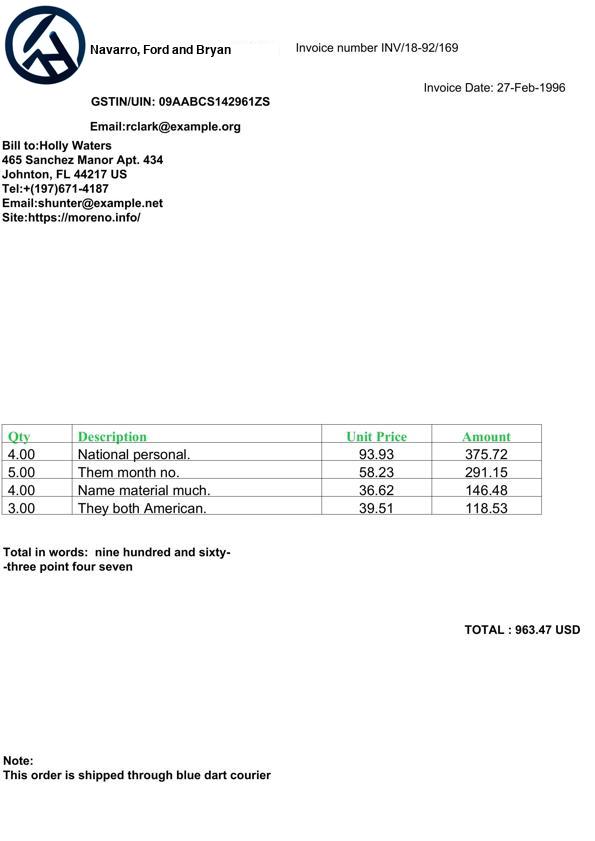 Navarro, Ford and Bryan
Invoice number INV/18-92/169
Invoice Date: 27-Feb-1996
GSTIN/UIN: 09AABCS142961ZS
Email:rclark@example.org
Bill to:Holly Waters
465 Sanchez Manor Apt. 434
Johnton, FL 44217 US
Tel:+(197)671-4187
Email:shunter@example.net
Site:https://moreno.info/
Qty Description Unit Price Amount
4.00 National personal. 93.93 375.72
5.00 Them month no. 58.23 291.15
4.00 Name material much. 36.62 146.48
3.00 They both American. 39.51 118.53
Total in words:  nine hundred and sixty-
-three point four seven
TOTAL : 963.47 USD
Note:
This order is shipped through blue dart courier